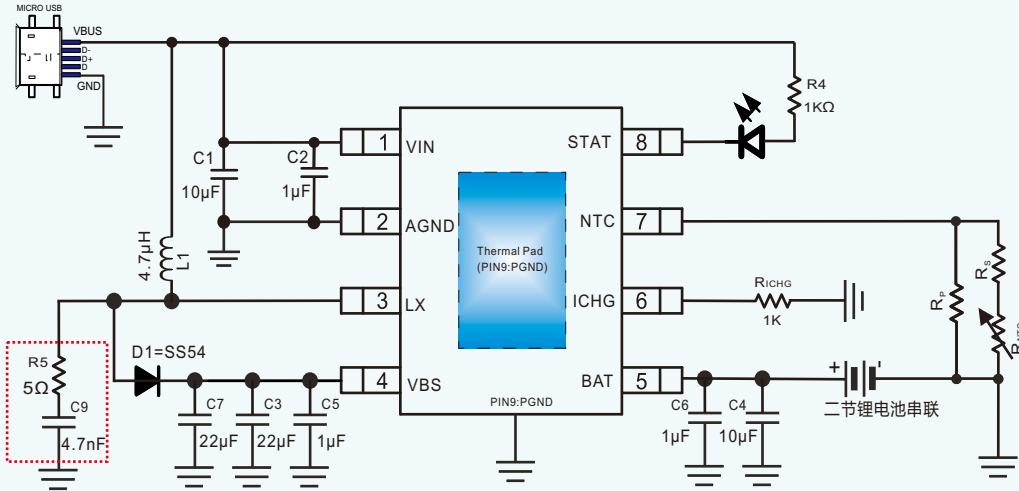 MICRO USB
VBUS
D-
D+
D
GND
J1
R4
1KΩ
C1
10μF
C2
1μF
1
VIN
STAT
8
2
AGND
NTC
7
Thermal Pad
(PIN9:PGND)
4.7μH
L1
3
LX
ICHG
6
RICHG
1K
RP
RS
RNTC
R5
5Ω
C9
4.7nF
D1=SS54
4
VBS
BAT
5
PIN9:PGND
C7
22μF
C3
22μF
C5
1μF
C6
1μF
C4
10μF
+
-
二节锂电池串联